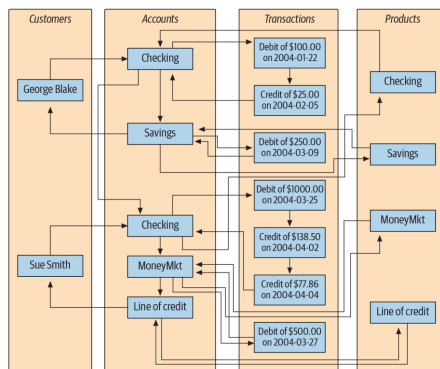 Customers
Accounts
Transactions
Products
George Blake
Sue Smith
Checking
Savings
Checking
MoneyMkt
Line of credit
Debit of $100.00
on 2004-01-22
Credit of $25.00
on 2004-02-05
Debit of $250.00
on 2004-03-09
Debit of $1000.00
on 2004-03-25
Credit of $138.50
on 2004-04-02
Credit of $77.86
on 2004-04-04
Debit of $500.00
on 2004-03-27
Checking
Savings
MoneyMkt
Line of credit